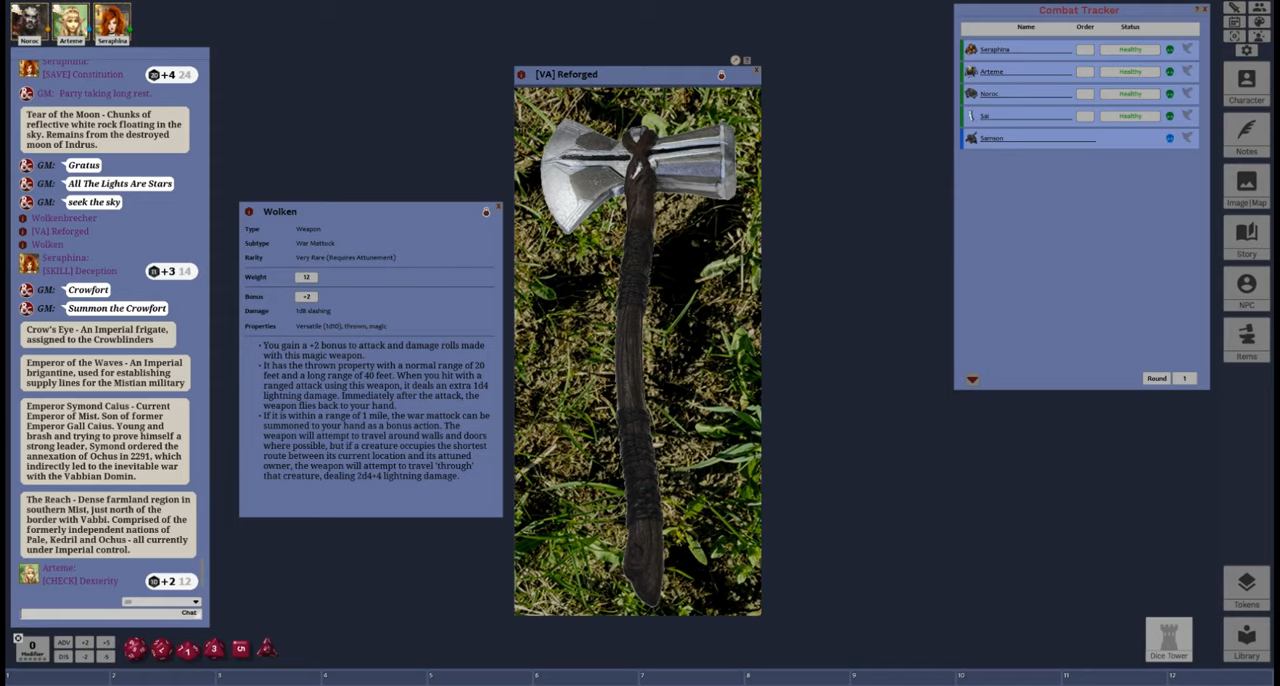 Noroc
Arteme
Seraphina
Seraphina:
[SAVE] Constitution
+4 24
GM: Party taking long rest.
Tear of the Moon - Chunks of
reflective white rock floating in the
sky. Remains from the destroyed
moon of Indrus.
GM: Gratus
GM: All The Lights Are Stars
GM: seek the sky
Wolkenbrecher
[VA] Reforged
Wolken
Seraphina:
[SKILL] Deception
+3 14
GM: Crowfort
GM: Summon the Crowfort
Crow's Eye - An Imperial frigate,
assigned to the Crowblinders
Emperor of the Waves - An Imperial
brigantine, used for establishing
supply lines for the Mistian military
Emperor Symond Caius - Current
Emperor of Mist. Son of former
Emperor Gall Caius. Young and
brash and trying to prove himself a
strong leader, Symond ordered the
annexation of Ochus in 2291, which
indirectly led to the inevitable war
with the Vabbian Domin.
The Reach - Dense farmland region in
southern Mist, just north of the
border with Vabbi. Comprised of the
formerly independent nations of
Pale, Kedril and Ochus - all currently
under Imperial control.
Arteme:
[CHECK] Dexterity
+2 12
Chat
0
Modifier
ADV +2 +5
DIS -2 -5
Wolken
Type Weapon
Subtype War Mattock
Rarity Very Rare (Requires Attunement)
Weight 12
Bonus +2
Damage 1d8 slashing
Properties Versatile (1d10), thrown, magic
• You gain a +2 bonus to attack and damage rolls made
with this magic weapon.
• It has the thrown property with a normal range of 20
feet and a long range of 40 feet. When you hit with a
ranged attack using this weapon, it deals an extra 1d4
lightning damage. Immediately after the attack, the
weapon flies back to your hand.
• If it is within a range of 1 mile, the war mattock can be
summoned to your hand as a bonus action. The
weapon will attempt to travel around walls and doors
where possible, but if a creature occupies the shortest
route between its current location and its attuned
owner, the weapon will attempt to travel 'through'
that creature, dealing 2d4+4 lightning damage.
[VA] Reforged
Combat Tracker
Name Order Status
Seraphina Healthy
Arteme Healthy
Noroc Healthy
Sai Healthy
Samson
Round 1
Character
Notes
Image|Map
Story
NPC
Items
Tokens
Library
Dice Tower
1 2 3 4 5 6 7 8 9 10 11 12